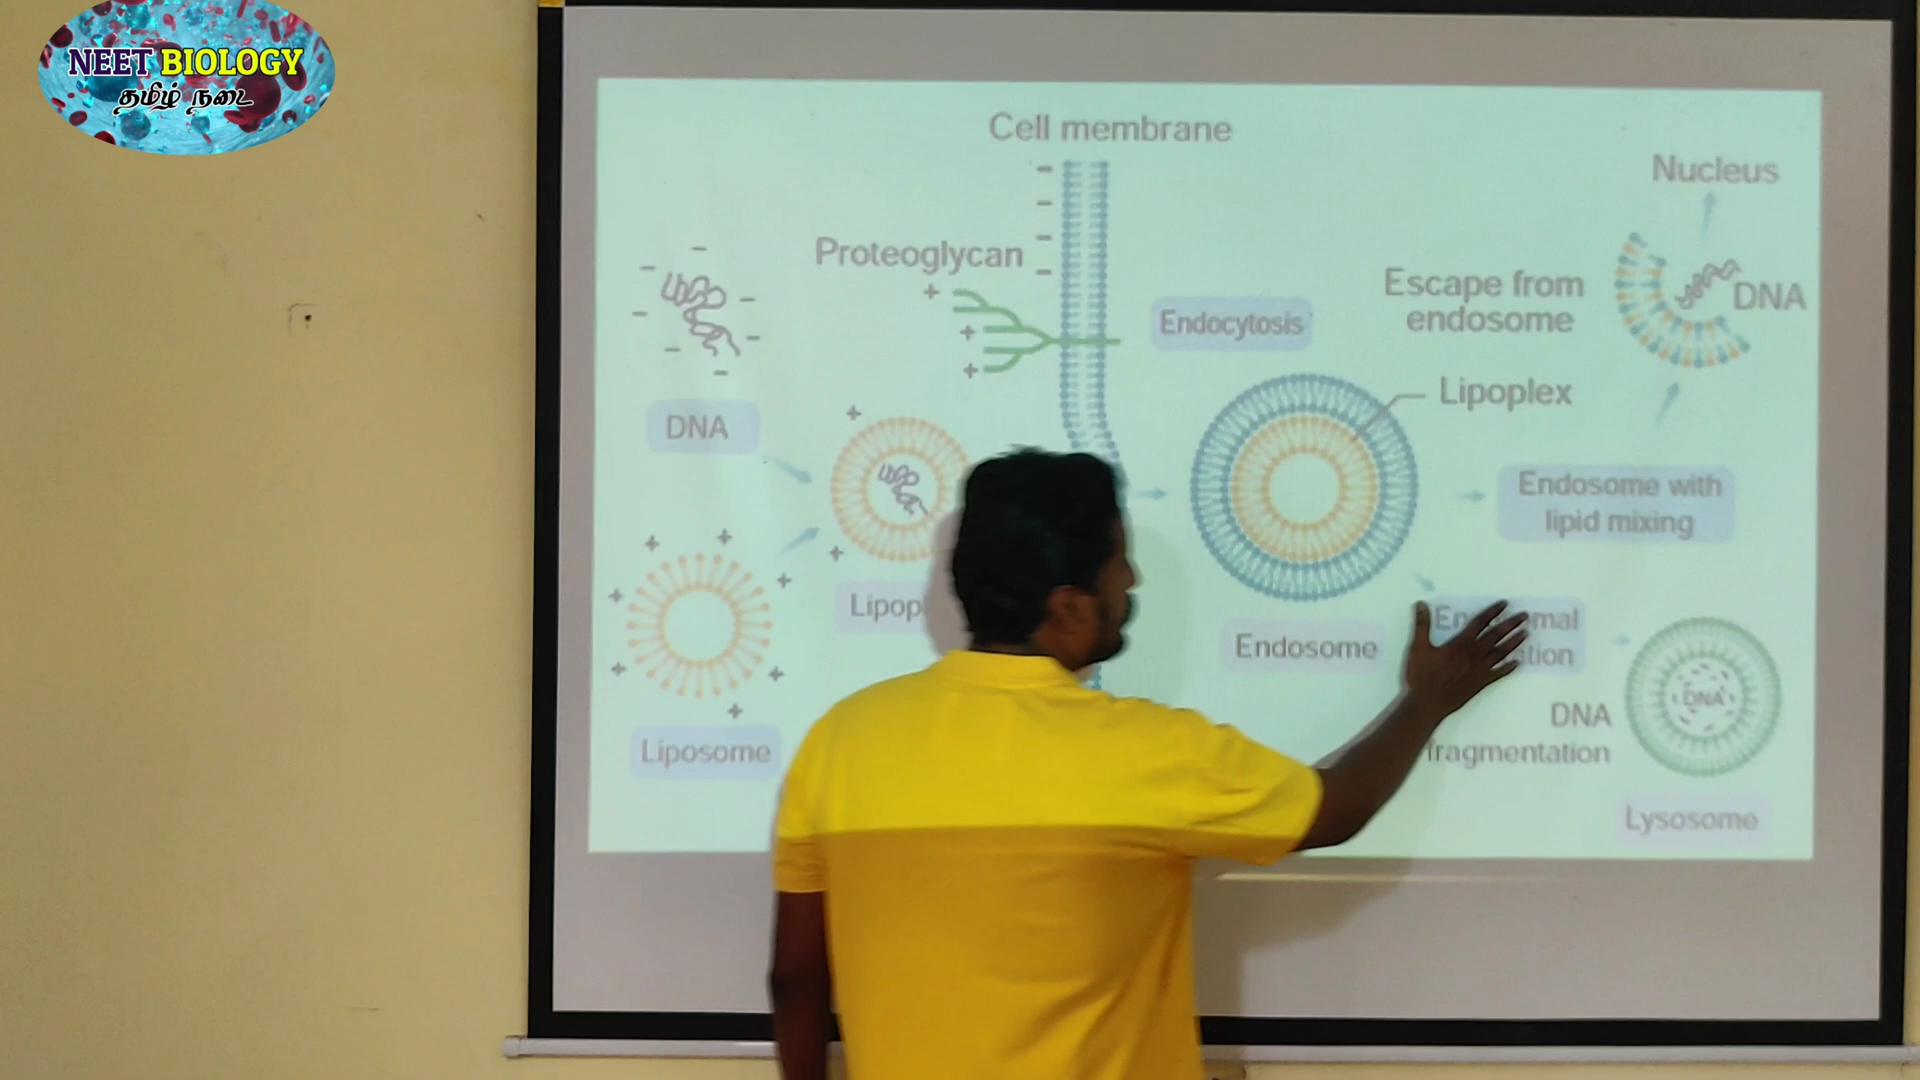 NEET BIOLOGY
தமிழ் நடை
Cell membrane
Nucleus
Proteoglycan
Endocytosis
Escape from
endosome
DNA
Lipoplex
DNA
Endosome with
lipid mixing
Endosome
DNA
DNA
fragmentation
Liposome
Lysosome